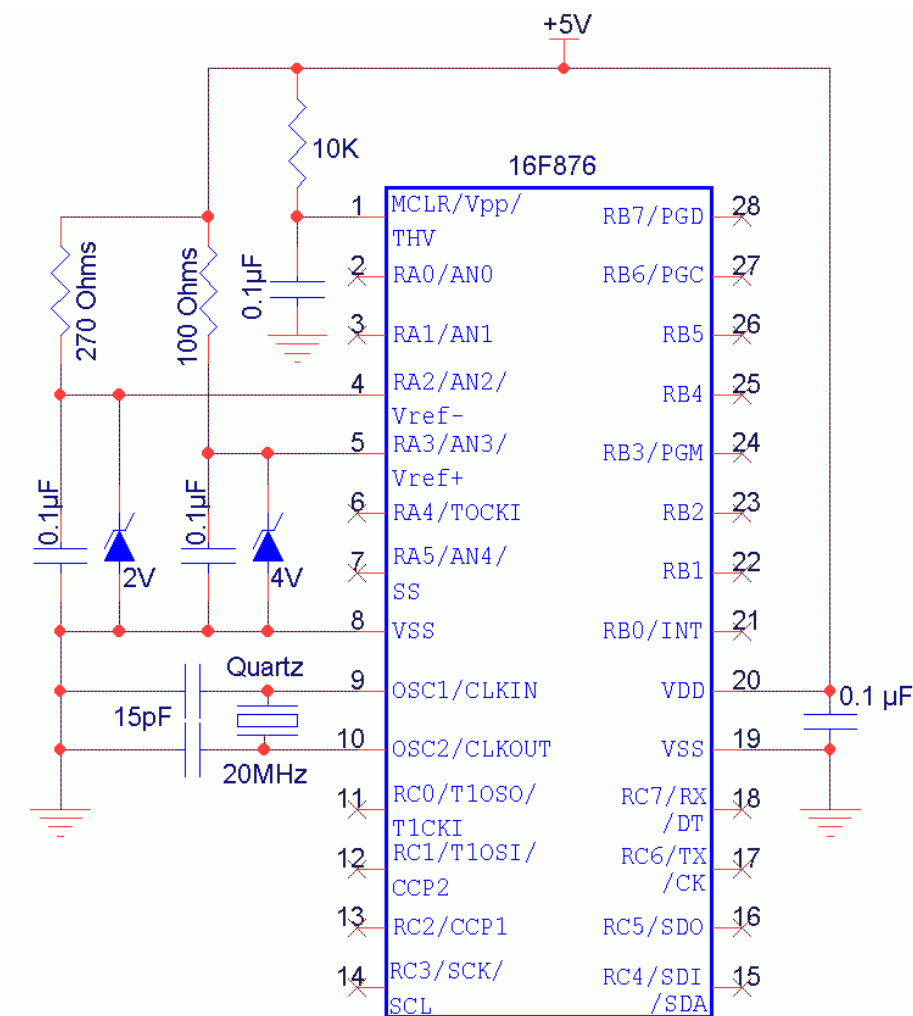 +5V
10K
16F876
1
MCLR/Vpp/
THV
RB7/PGD
28
270 Ohms
100 Ohms
0.1µF
2
RA0/AN0
RB6/PGC
27
3
RA1/AN1
RB5
26
4
RA2/AN2/
Vref-
RB4
25
5
RA3/AN3/
Vref+
RB3/PGM
24
0.1µF
2V
0.1µF
4V
6
RA4/TOCKI
RB2
23
7
RA5/AN4/
SS
RB1
22
8
VSS
RB0/INT
21
Quartz
9
OSC1/CLKIN
VDD
20
0.1 µF
15pF
10
OSC2/CLKOUT
VSS
19
20MHz
11
RC0/T1OSO/
T1CKI
RC7/RX
/DT
18
12
RC1/T1OSI/
CCP2
RC6/TX
/CK
17
13
RC2/CCP1
RC5/SDO
16
14
RC3/SCK/
SCL
RC4/SDI
/SDA
15